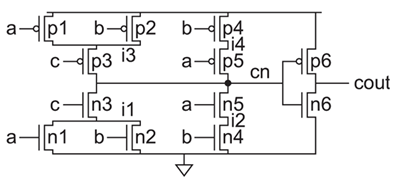 a p1 b p2 b p4
i3 i4
c p3 a p5 p6
cn cout
c n3 i1 a n5 n6
i2
a n1 b n2 b n4